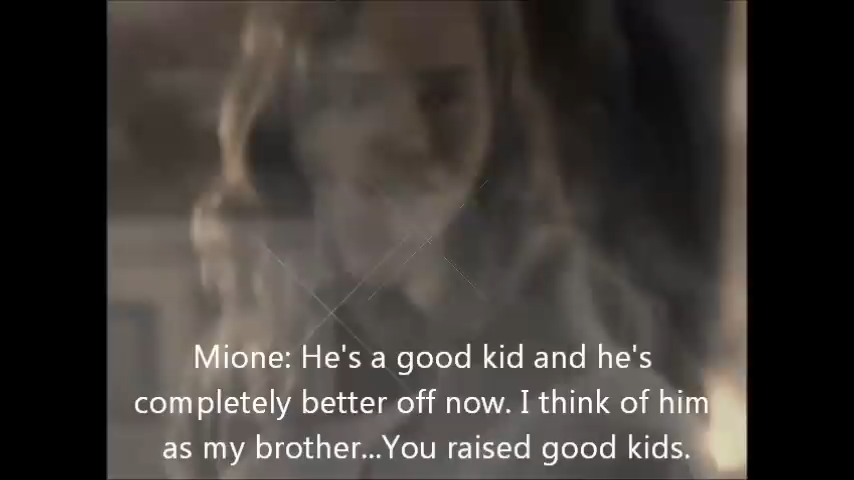 Mione: He's a good kid and he's
completely better off now. I think of him
as my brother...You raised good kids.